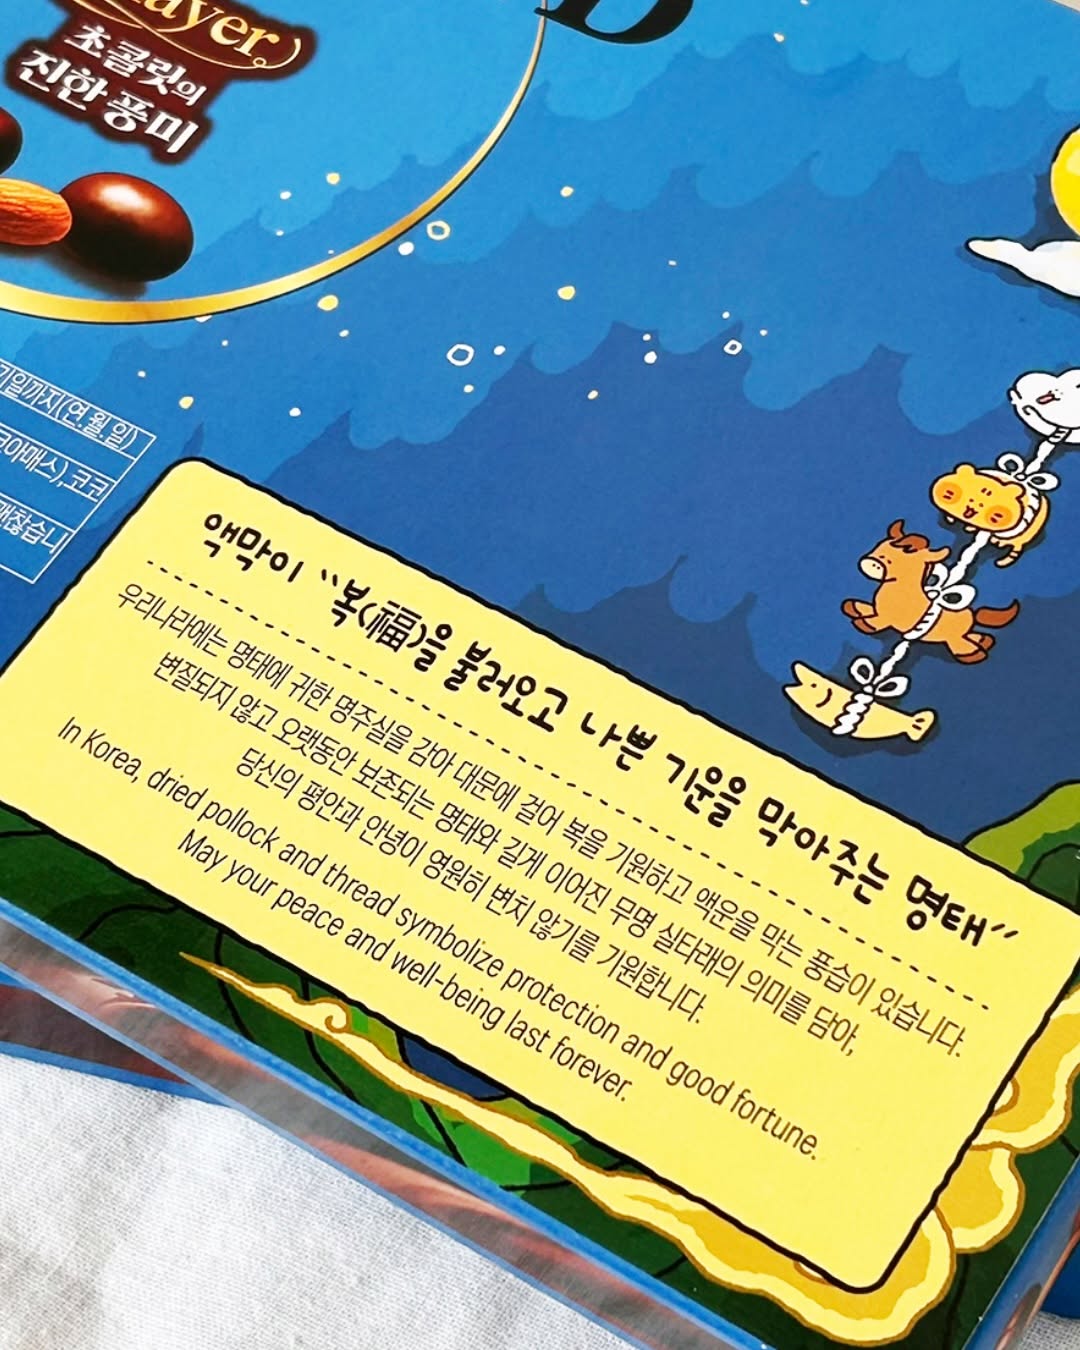 초콜릿의
진한 풍미
D
(연.월.일)
코코
액막이 “복(福)을 불러오고 나쁜 기운을 막아주는 명태”
우리나라에는 명태에 귀한 명주실을 감아 대문에 걸어 복을 기원하고 액운을 막는 풍습이 있습니다.
변질되지 않고 오랫동안 보존되는 명태와 길게 이어진 무명 실타래의 의미를 담아,
당신의 평안과 안녕이 영원히 변치 않기를 기원합니다.
In Korea, dried pollock and thread symbolize protection and good fortune.
May your peace and well-being last forever.